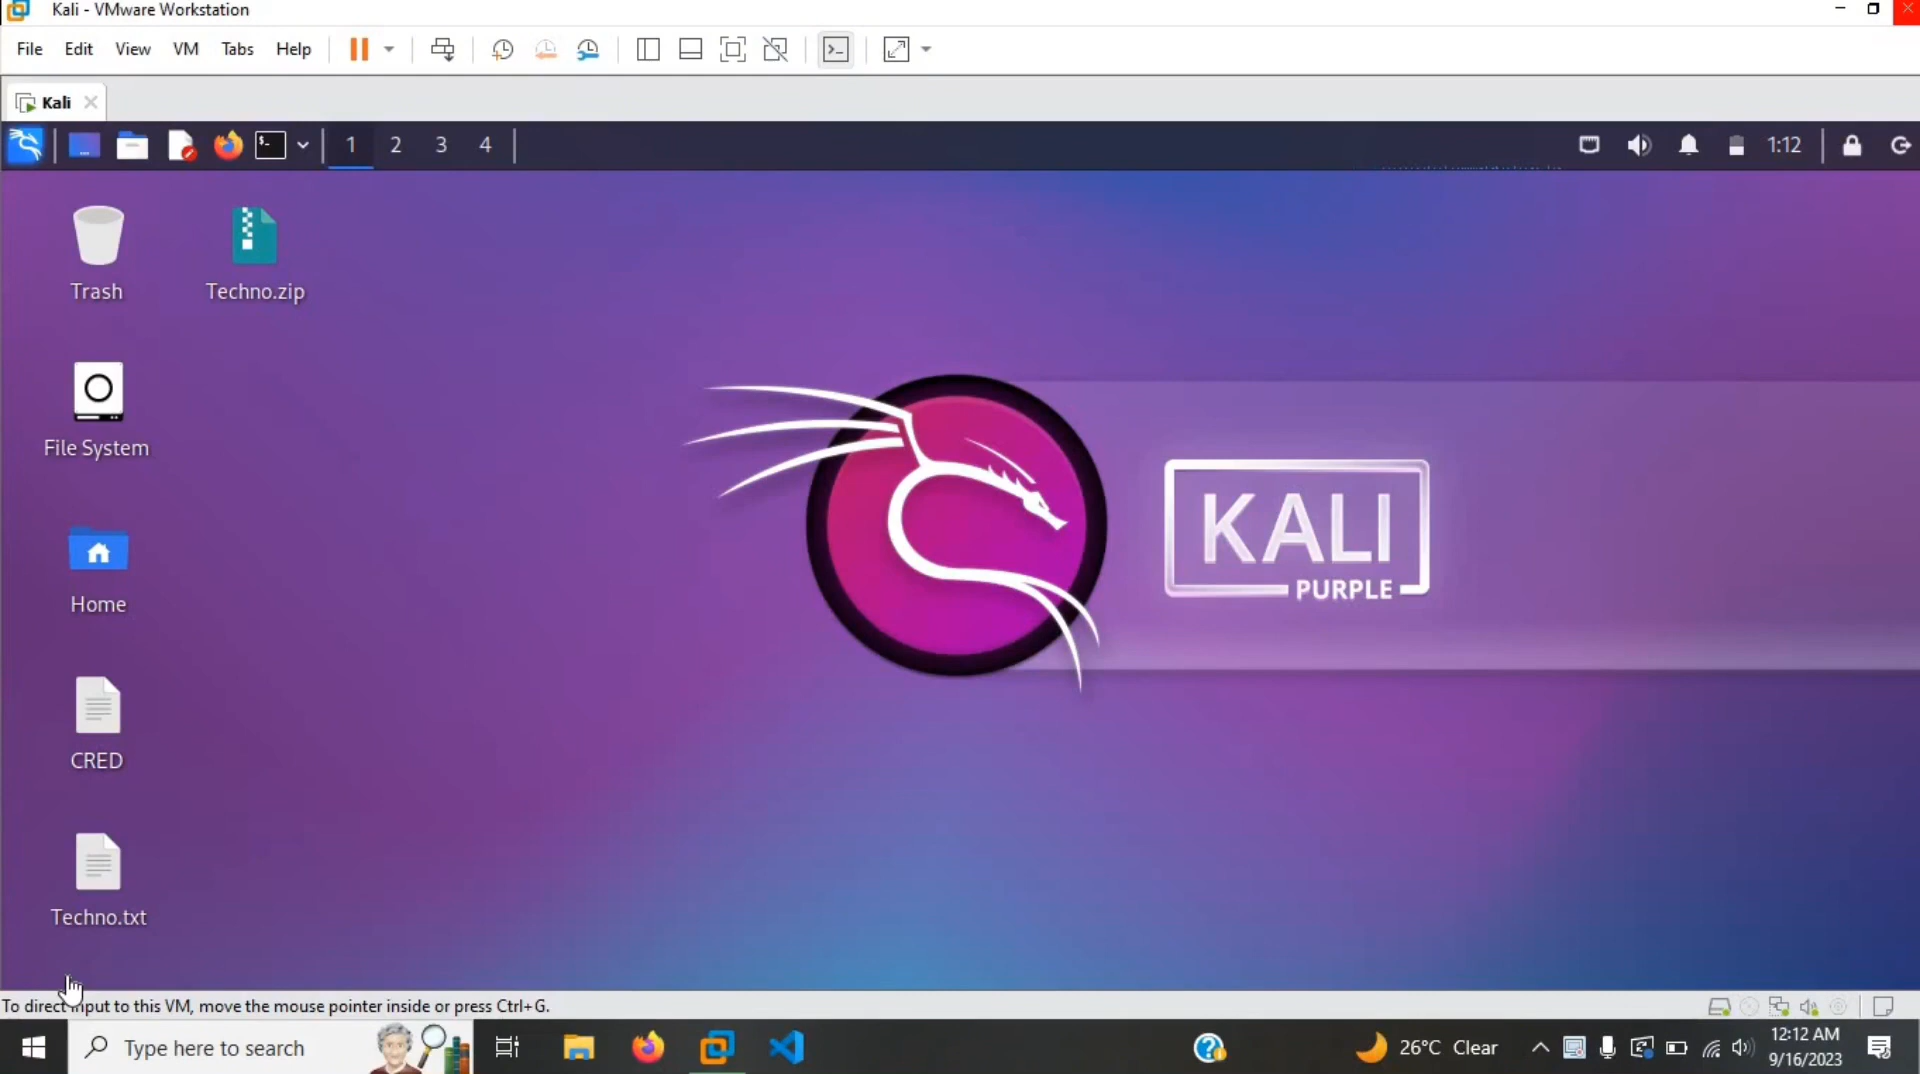 Kali - VMware Workstation
File Edit View VM Tabs Help
Kali
1 2 3 4 1:12
Trash Techno.zip
File System
Home
CRED
Techno.txt
KALI
PURPLE
To direct input to this VM, move the mouse pointer inside or press Ctrl+G.
Type here to search
26°C Clear
12:12 AM
9/16/2023